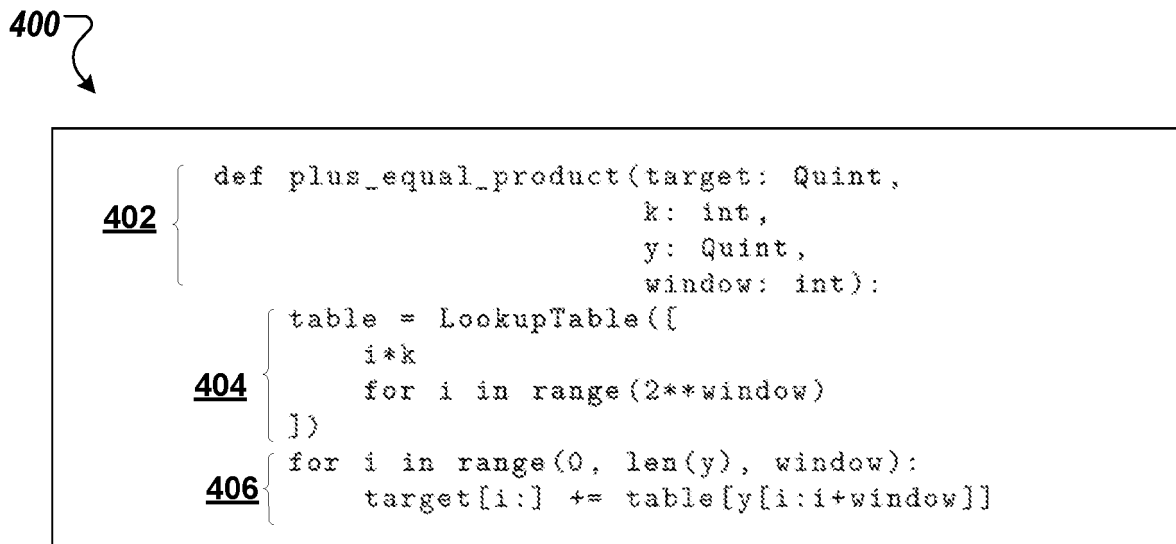 400
402
def plus_equal_product(target: Quint,
k: int,
y: Quint,
window: int):
404
table = LookupTable([
i*k
for i in range(2**window)
])
406
for i in range(0, len(y), window):
target[i:] += table[y[i:i+window]]